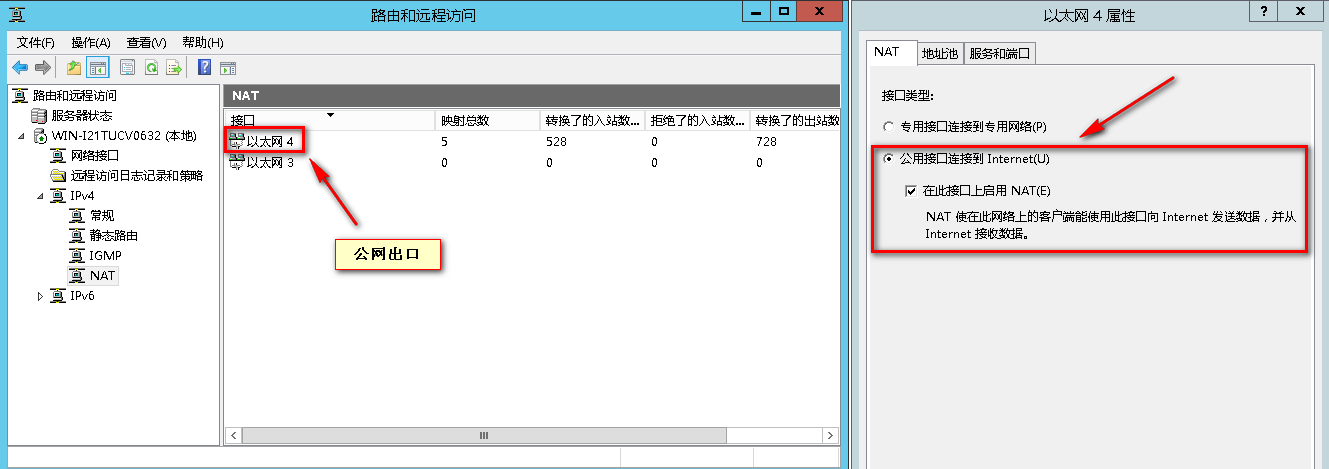 路由和远程访问
文件(F) 操作(A) 查看(V) 帮助(H)
路由和远程访问
服务器状态
WIN-I21TUCV0632 (本地)
网络接口
远程访问日志记录和策略
IPv4
常规
静态路由
IGMP
NAT
IPv6
NAT
接口 映射总数 转换了的入站数... 拒绝了的入站数... 转换了的出站数
以太网 4 5 528 0 728
以太网 3 0 0 0 0
公网出口
以太网 4 属性
NAT 地址池 服务和端口
接口类型:
专用接口连接到专用网络(P)
公用接口连接到 Internet(U)
在此接口上启用 NAT(E)
NAT 使在此网络上的客户端能使用此接口向 Internet 发送数据，并从
Internet 接收数据。